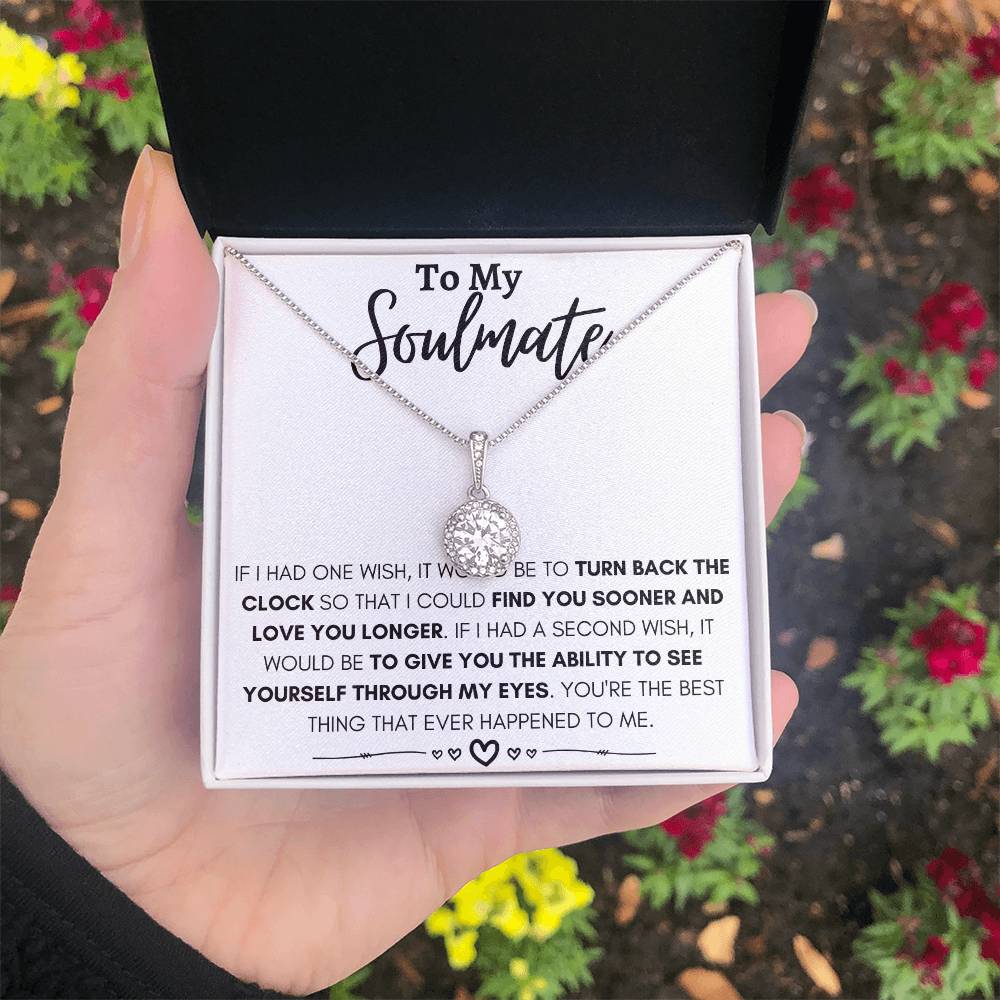 To My
Soulmate
IF I HAD ONE WISH, IT WOULD BE TO TURN BACK THE
CLOCK SO THAT I COULD FIND YOU SOONER AND
LOVE YOU LONGER. IF I HAD A SECOND WISH, IT
WOULD BE TO GIVE YOU THE ABILITY TO SEE
YOURSELF THROUGH MY EYES. YOU'RE THE BEST
THING THAT EVER HAPPENED TO ME.